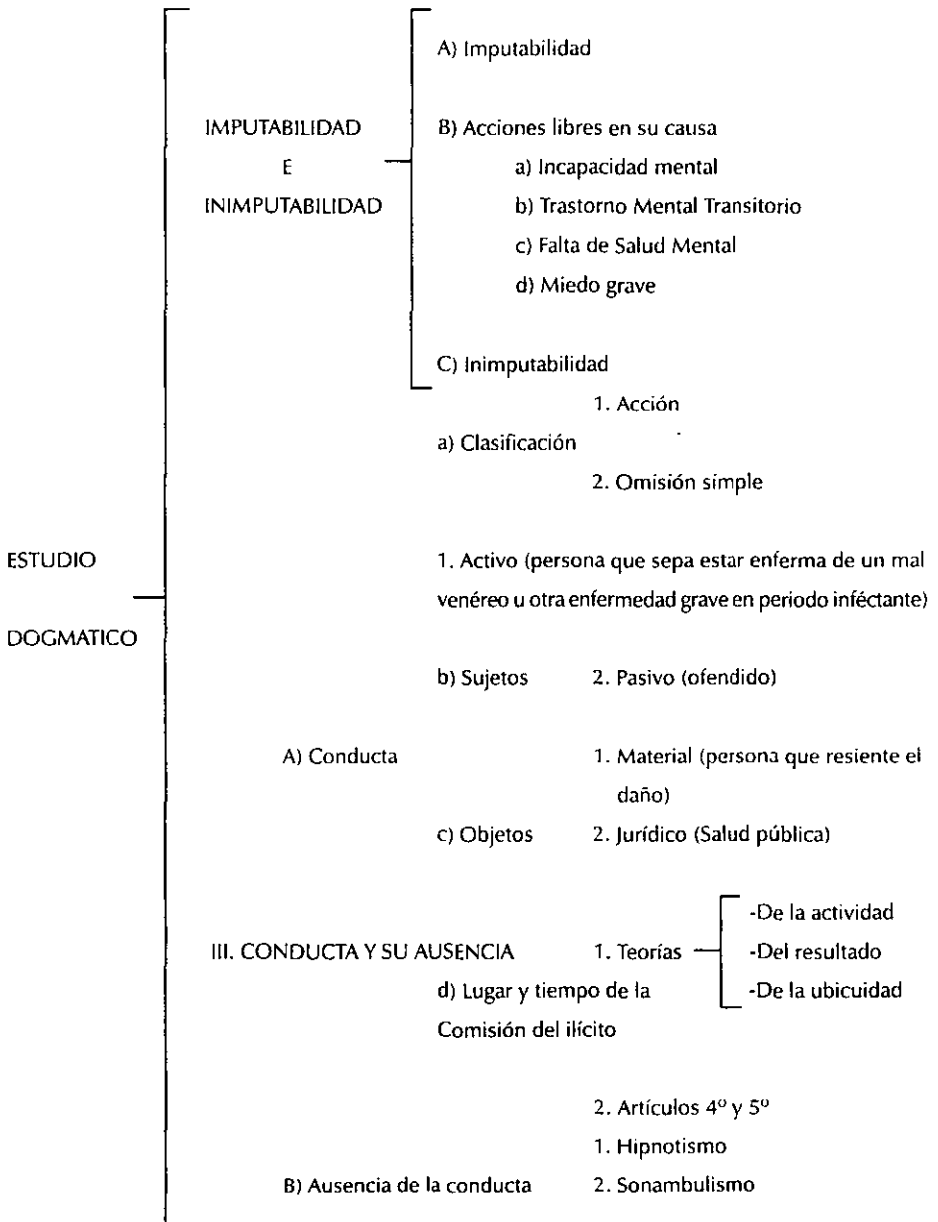 A) Imputabilidad
IMPUTABILIDAD
E
INIMPUTABILIDAD
B) Acciones libres en su causa
a) Incapacidad mental
b) Trastorno Mental Transitorio
c) Falta de Salud Mental
d) Miedo grave
C) Inimputabilidad
1. Acción
a) Clasificación
2. Omisión simple
ESTUDIO
DOGMATICO
1. Activo (persona que sepa estar enferma de un mal
venéreo u otra enfermedad grave en periodo inféctante)
b) Sujetos 2. Pasivo (ofendido)
A) Conducta 1. Material (persona que resiente el
daño)
c) Objetos 2. Jurídico (Salud pública)
-De la actividad
III. CONDUCTA Y SU AUSENCIA 1. Teorías -Del resultado
d) Lugar y tiempo de la -De la ubicuidad
Comisión del ilícito
2. Artículos 4º y 5º
1. Hipnotismo
B) Ausencia de la conducta 2. Sonambulismo